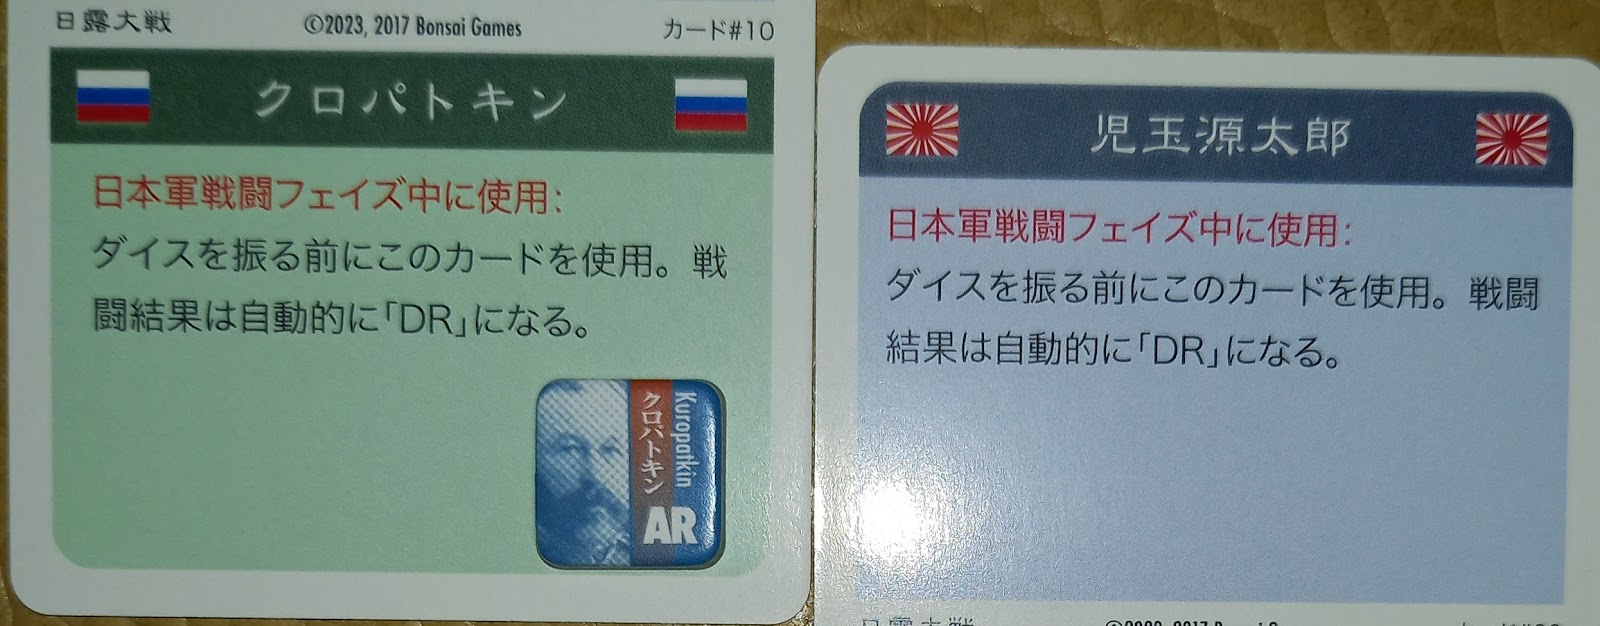 日露大戦 ©2023, 2017 Bonsai Games カード#10
クロパトキン
日本軍戦闘フェイズ中に使用:
ダイスを振る前にこのカードを使用。戦
闘結果は自動的に「DR」になる。
Kuropatkin
クロパトキン
AR
児玉源太郎
日本軍戦闘フェイズ中に使用:
ダイスを振る前にこのカードを使用。戦闘
結果は自動的に「DR」になる。
日露大戦